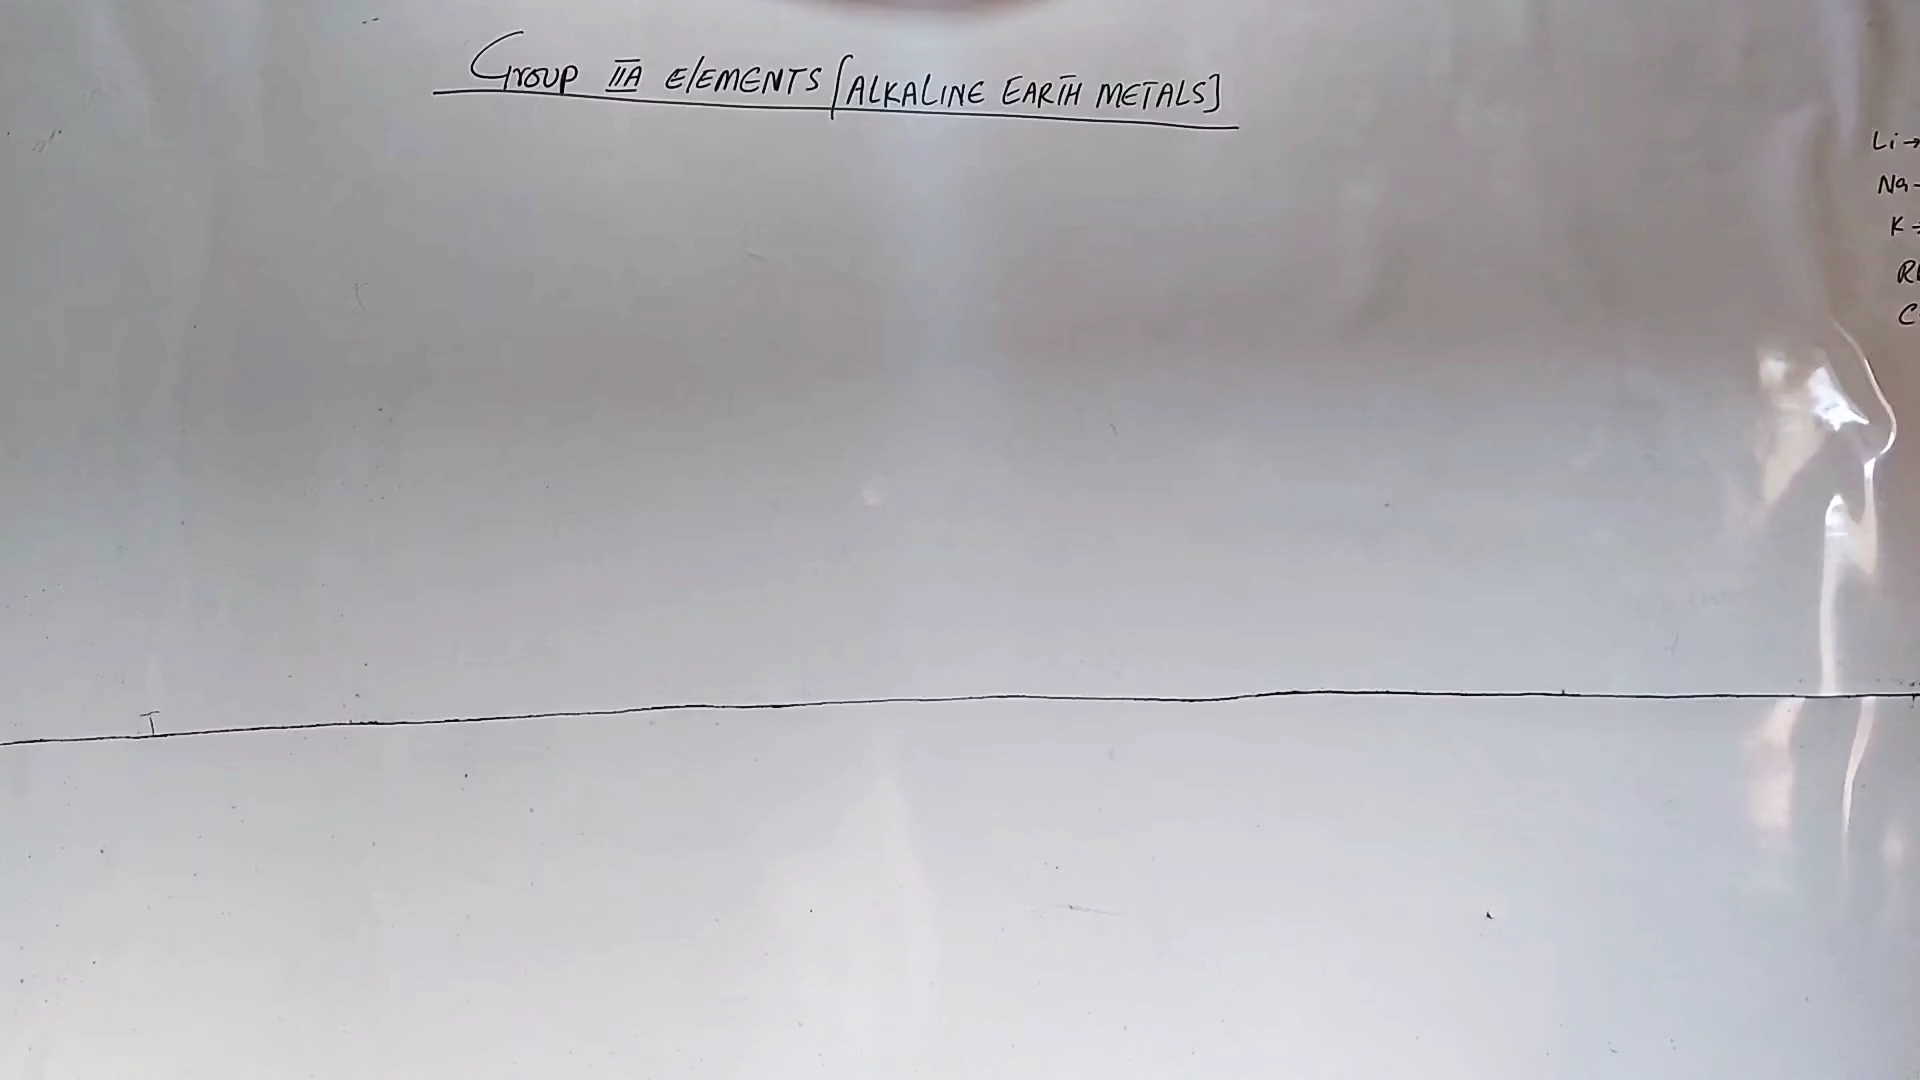 Group IIA ElEMENTS [ALKALINE EARTH METALS]
Li →
Na -
K →
T